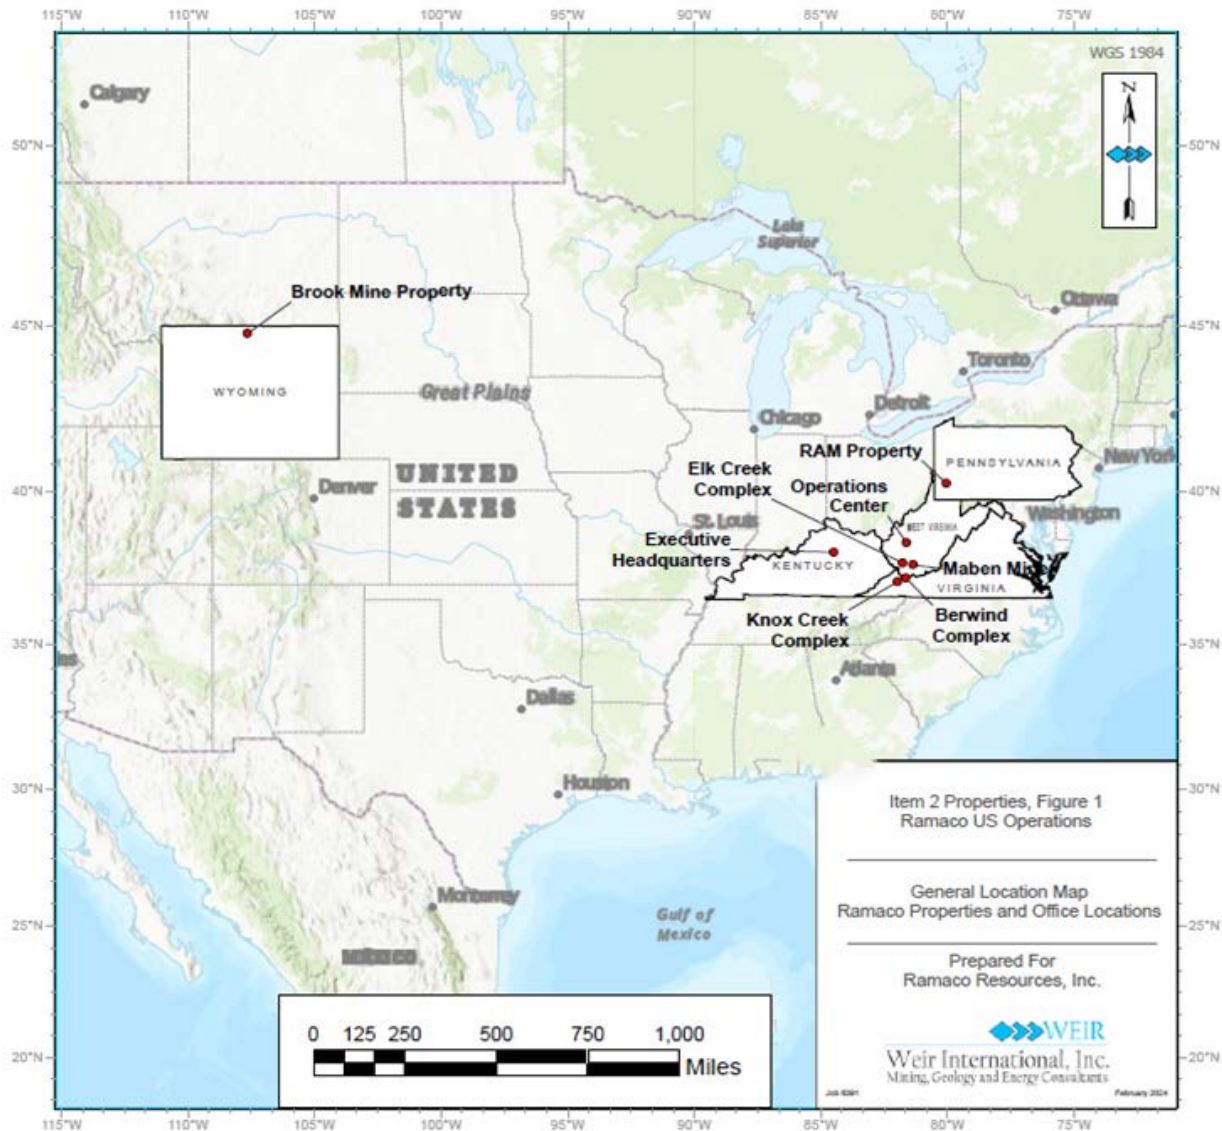 115°W 110°W 105°W 100°W 95°W 90°W 85°W 80°W 75°W
WGS 1984
N
Calgary
50°N 50°N
Lake
Superior
Brook Mine Property
Ottawa
45°N 45°N
Toronto
WYOMING
Great Plains
Detroit
Chicago
RAM Property
PENNSYLVANIA
New York
Elk Creek
Complex
Operations
Center
Denver
UNITED
STATES
40°N 40°N
Washington
St. Louis
WEST VIRGINIA
Executive
Headquarters
KENTUCKY
Maben Mine
VIRGINIA
Knox Creek
Complex
Berwind
Complex
35°N 35°N
Atlanta
Dallas
30°N 30°N
Houston
Item 2 Properties, Figure 1
Ramaco US Operations
General Location Map
Ramaco Properties and Office Locations
Monterrey
Gulf of
Mexico
25°N 25°N
MÉXICO
Prepared For
Ramaco Resources, Inc.
0 125 250 500 750 1,000
Miles
WEIR
Weir International, Inc.
Mining, Geology and Energy Consultants
February 2024
20°N 20°N
115°W 110°W 105°W 100°W 95°W 90°W 85°W 80°W 75°W